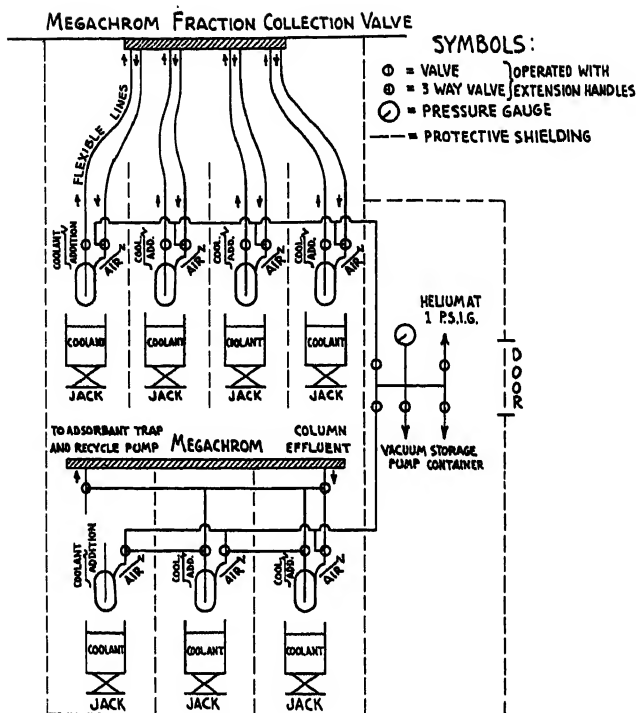 MEGACHROM FRACTION COLLECTION VALVE
SYMBOLS:
= VALVE
= 3 WAY VALVE
OPERATED WITH
EXTENSION HANDLES
= PRESSURE GAUGE
= PROTECTIVE SHIELDING
FLEXIBLE LINES
COOLANT
ADDITION
AIR
COOL
ADD.
AIR
COOL
ADD.
AIR
COOL
ADD.
AIR
COOLANT
COOLANT
COOLANT
COOLANT
JACK
JACK
JACK
JACK
HELIUM AT
1 P.S.I.G.
DOOR
VACUUM
PUMP
STORAGE
CONTAINER
TO ADSORBANT TRAP
AND RECYCLE PUMP
MEGACHROM
COLUMN
EFFLUENT
COOLANT
ADDITION
AIR
COOL
ADD.
AIR
COOL
ADD.
AIR
COOLANT
COOLANT
COOLANT
JACK
JACK
JACK